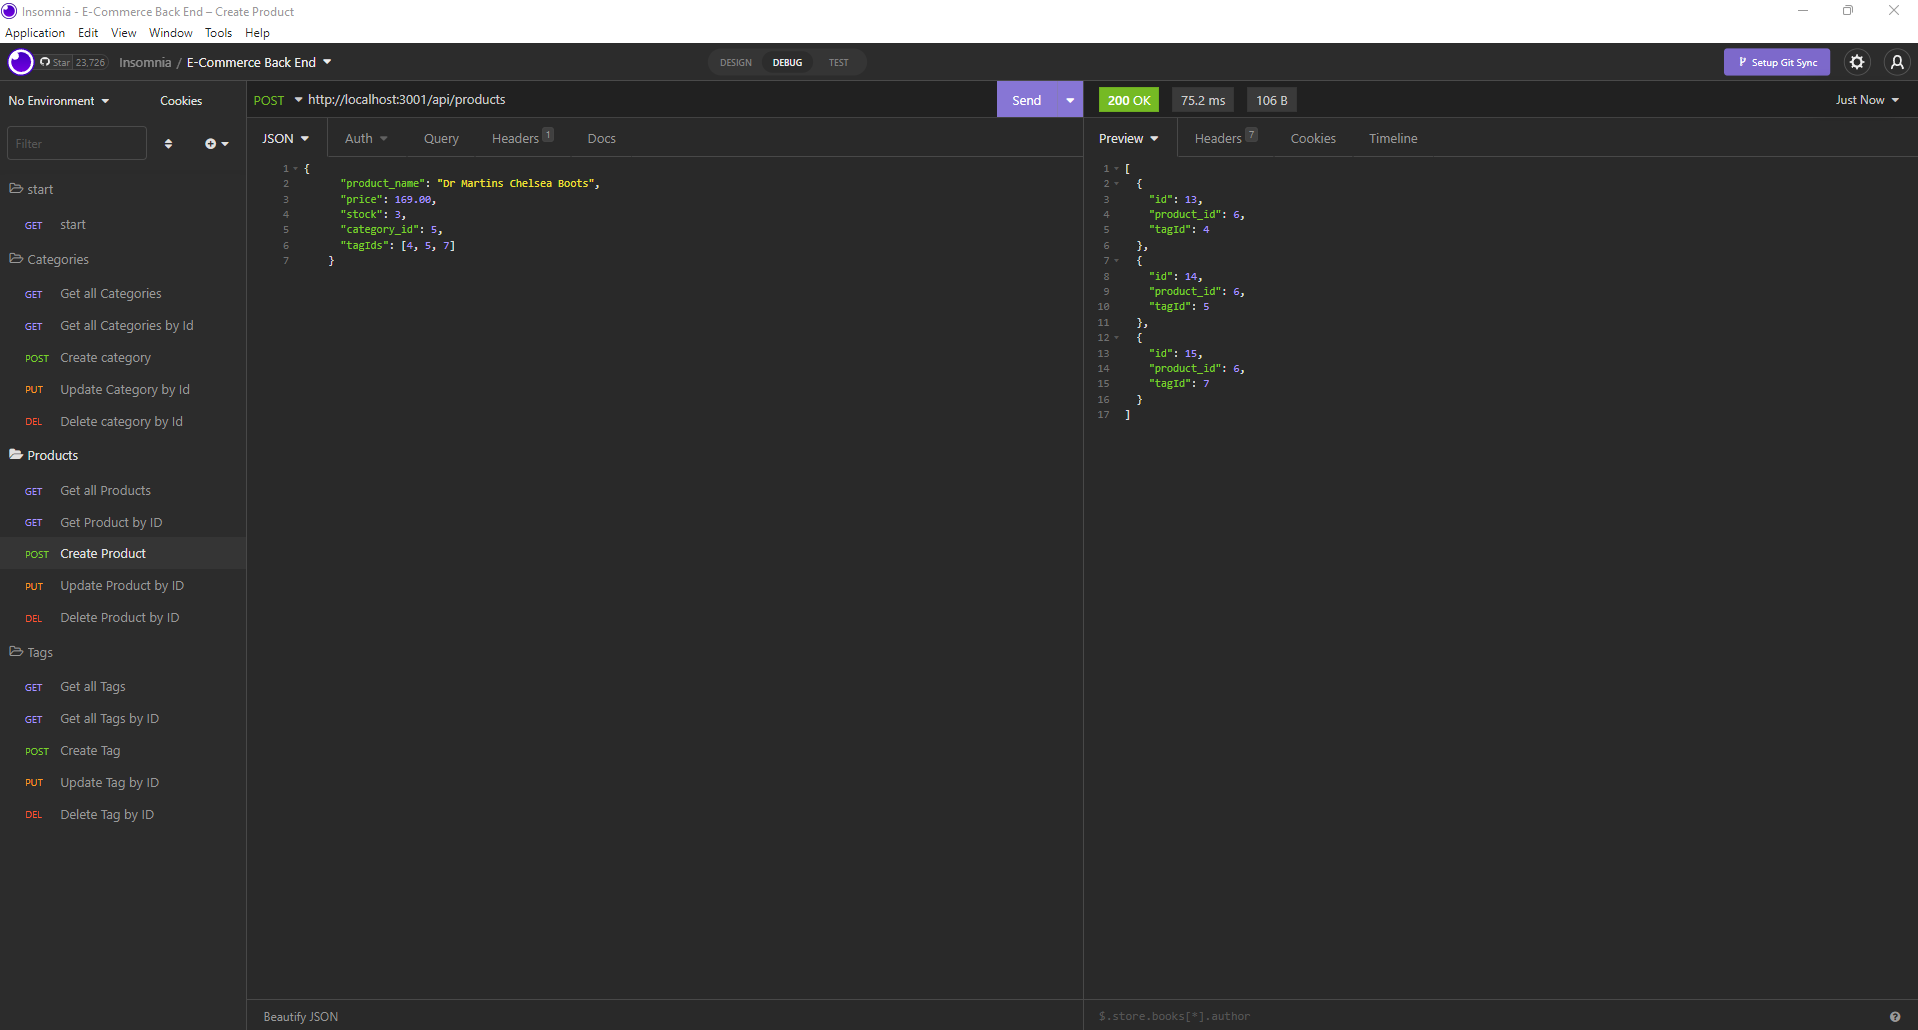 Insomnia - E-Commerce Back End – Create Product
Application Edit View Window Tools Help
Star 23,726 Insomnia / E-Commerce Back End DESIGN DEBUG TEST Setup Git Sync
No Environment Cookies
POST http://localhost:3001/api/products Send
200 OK 75.2 ms 106 B Just Now
Filter
start
GET start
Categories
GET Get all Categories
GET Get all Categories by Id
POST Create category
PUT Update Category by Id
DEL Delete category by Id
Products
GET Get all Products
GET Get Product by ID
POST Create Product
PUT Update Product by ID
DEL Delete Product by ID
Tags
GET Get all Tags
GET Get all Tags by ID
POST Create Tag
PUT Update Tag by ID
DEL Delete Tag by ID
JSON Auth Query Headers 1 Docs
1 {
2 "product_name": "Dr Martins Chelsea Boots",
3 "price": 169.00,
4 "stock": 3,
5 "category_id": 5,
6 "tagIds": [4, 5, 7]
7 }
Beautify JSON
Preview Headers 7 Cookies Timeline
1 [
2 {
3 "id": 13,
4 "product_id": 6,
5 "tagId": 4
6 },
7 {
8 "id": 14,
9 "product_id": 6,
10 "tagId": 5
11 },
12 {
13 "id": 15,
14 "product_id": 6,
15 "tagId": 7
16 }
17 ]
$.store.books[*].author